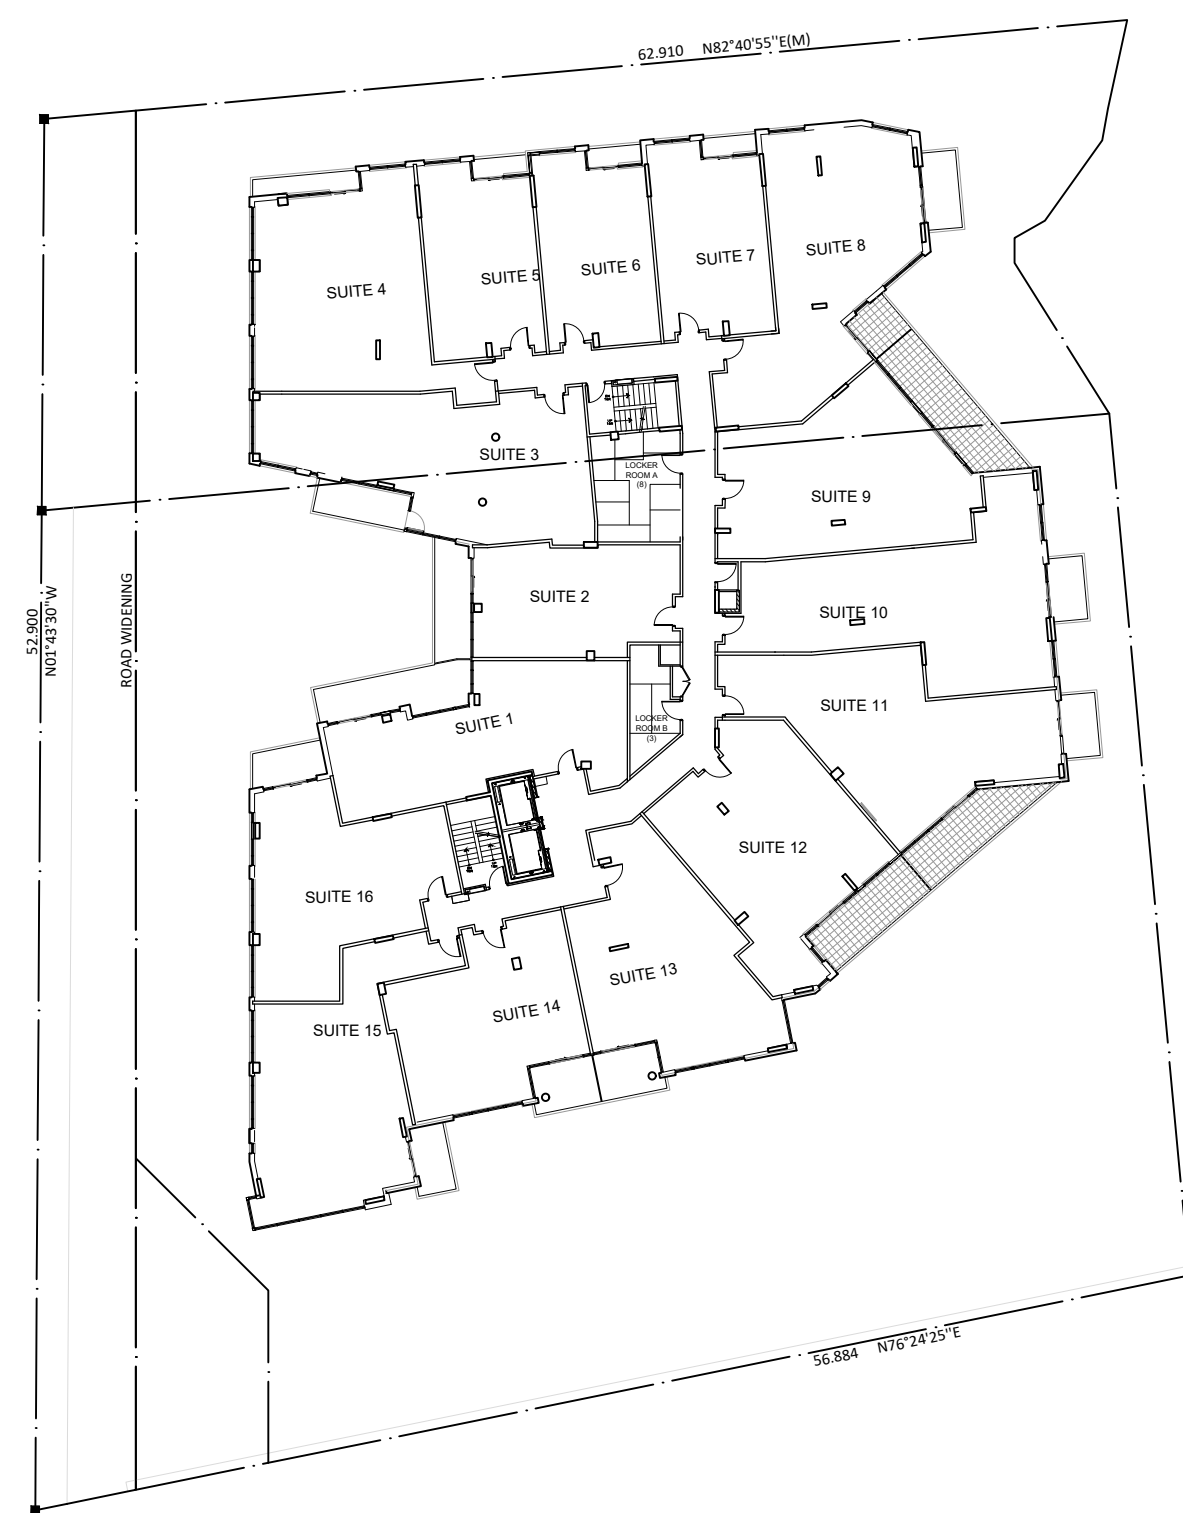 62.910 N82°40'55"E(M)
SUITE 8
SUITE 7
SUITE 6
SUITE 5
SUITE 4
SUITE 3
LOCKER
ROOM A
(8)
SUITE 9
SUITE 2
SUITE 10
52.900
N01°43'30"W
ROAD WIDENING
SUITE 11
SUITE 1
LOCKER
ROOM B
(3)
SUITE 12
SUITE 16
SUITE 13
SUITE 14
SUITE 15
56.884 N76°24'25"E